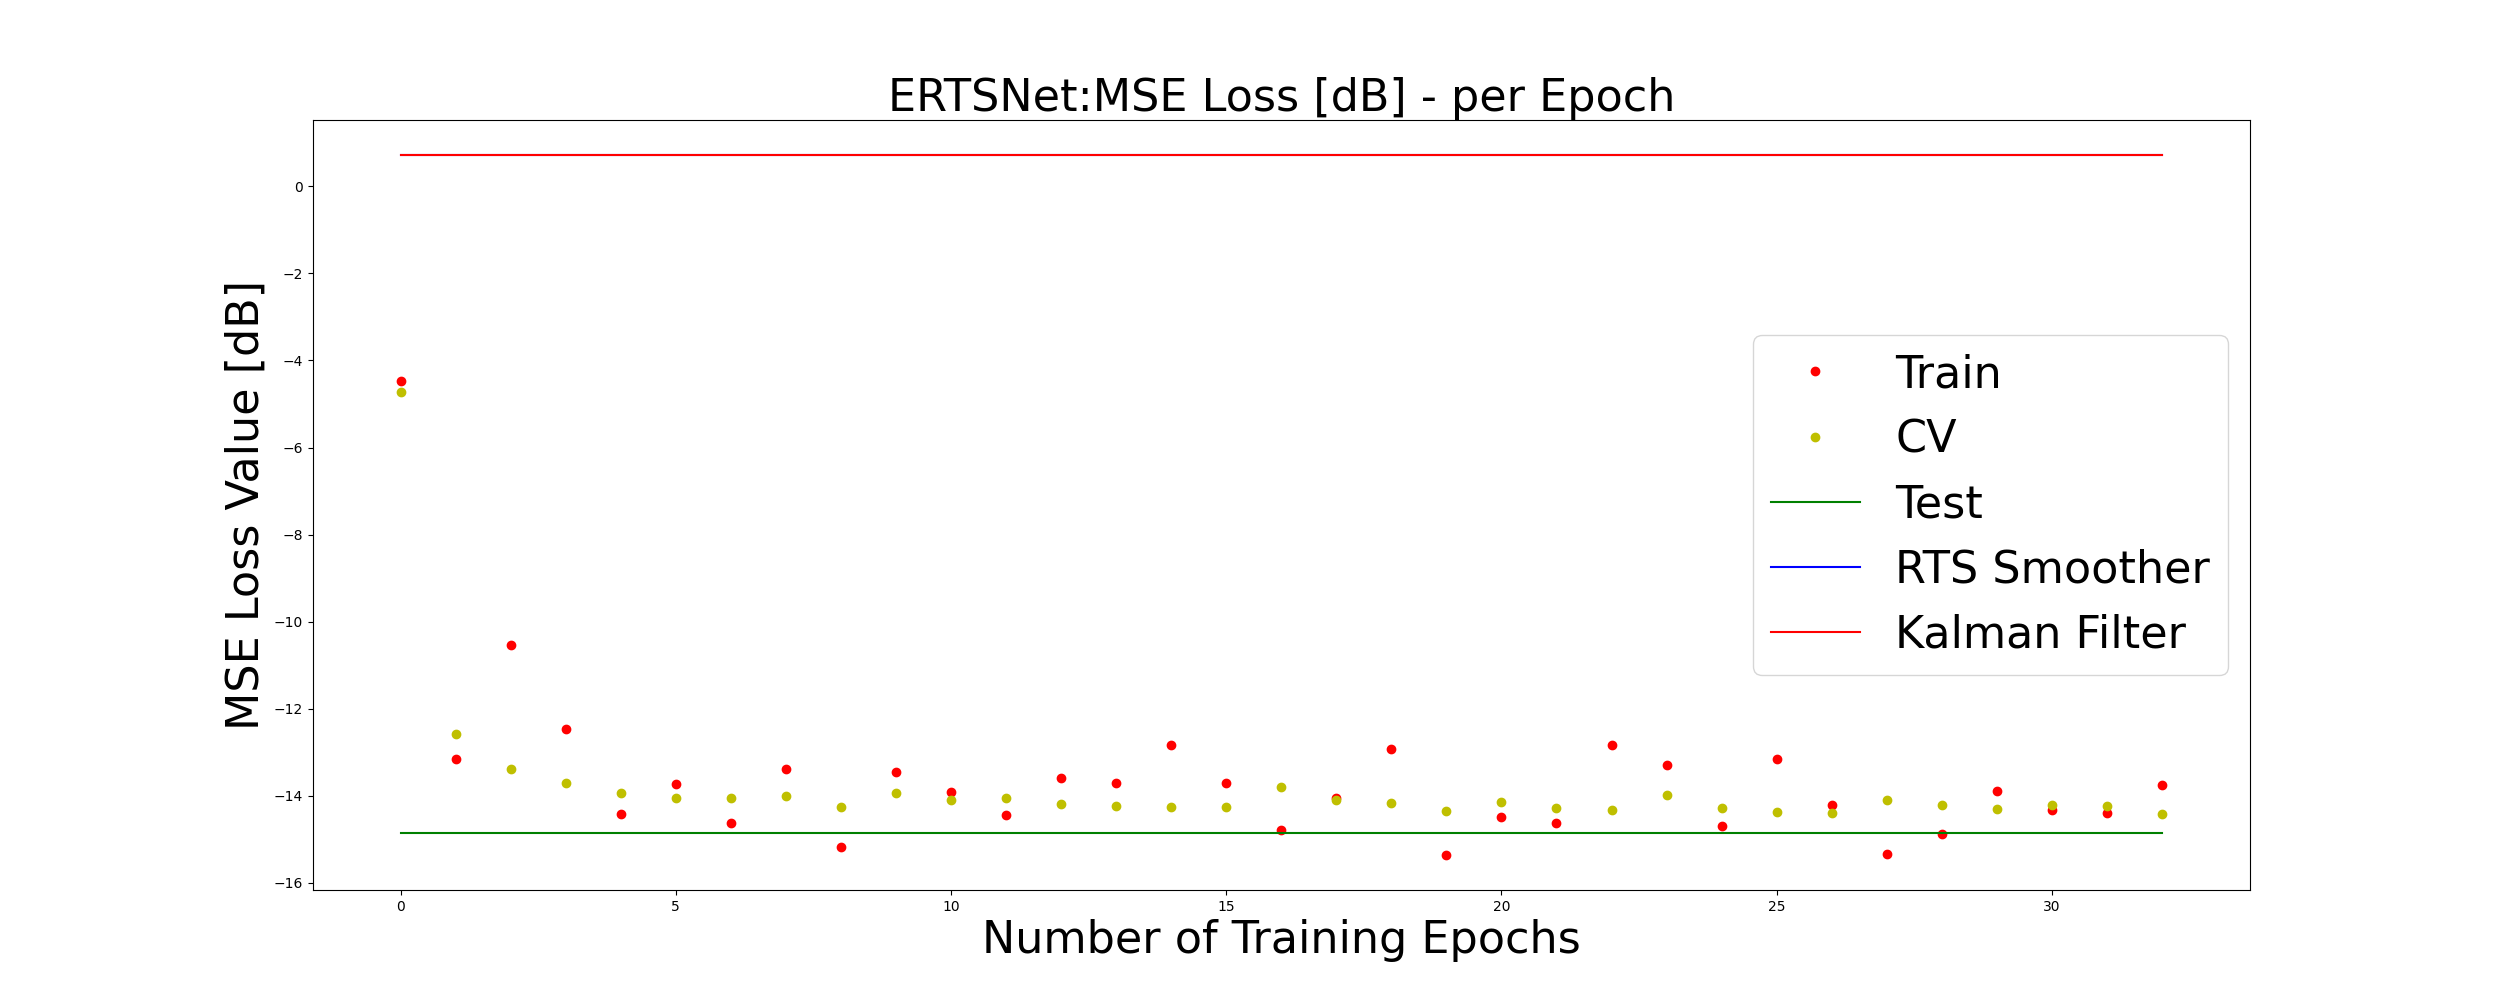 ERTSNet:MSE Loss [dB] - per Epoch
MSE Loss Value [dB]
0
−2
−4
−6
−8
−10
−12
−14
−16
Train
CV
Test
RTS Smoother
Kalman Filter
0 5 10 15 20 25 30
Number of Training Epochs